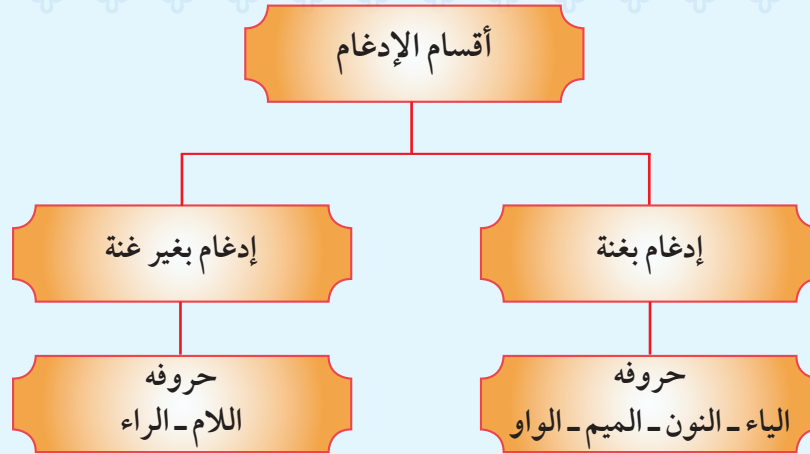 أقسام الإدغام
إدغام بغنة
إدغام بغير غنة
حروفه
الياء ـ النون ـ الميم ـ الواو
حروفه
اللام ـ الراء